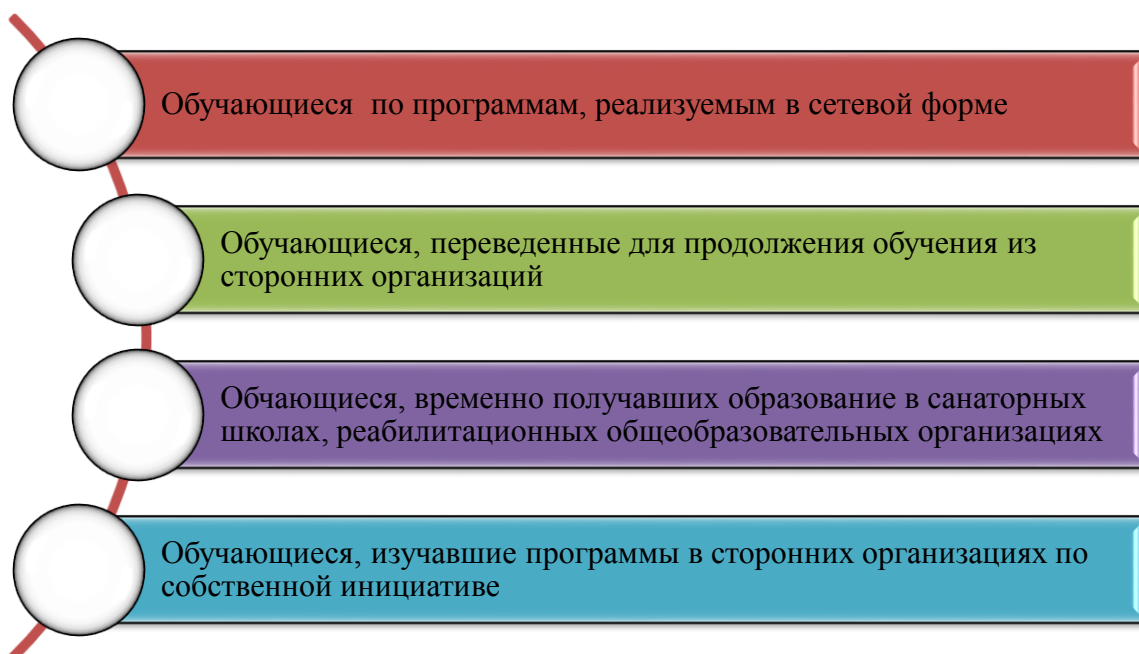 Обучающиеся  по программам, реализуемым в сетевой форме
Обучающиеся, переведенные для продолжения обучения из
сторонних организаций
Обчающиеся, временно получавших образование в санаторных
школах, реабилитационных общеобразовательных организациях
Обучающиеся, изучавшие программы в сторонних организациях по
собственной инициативе